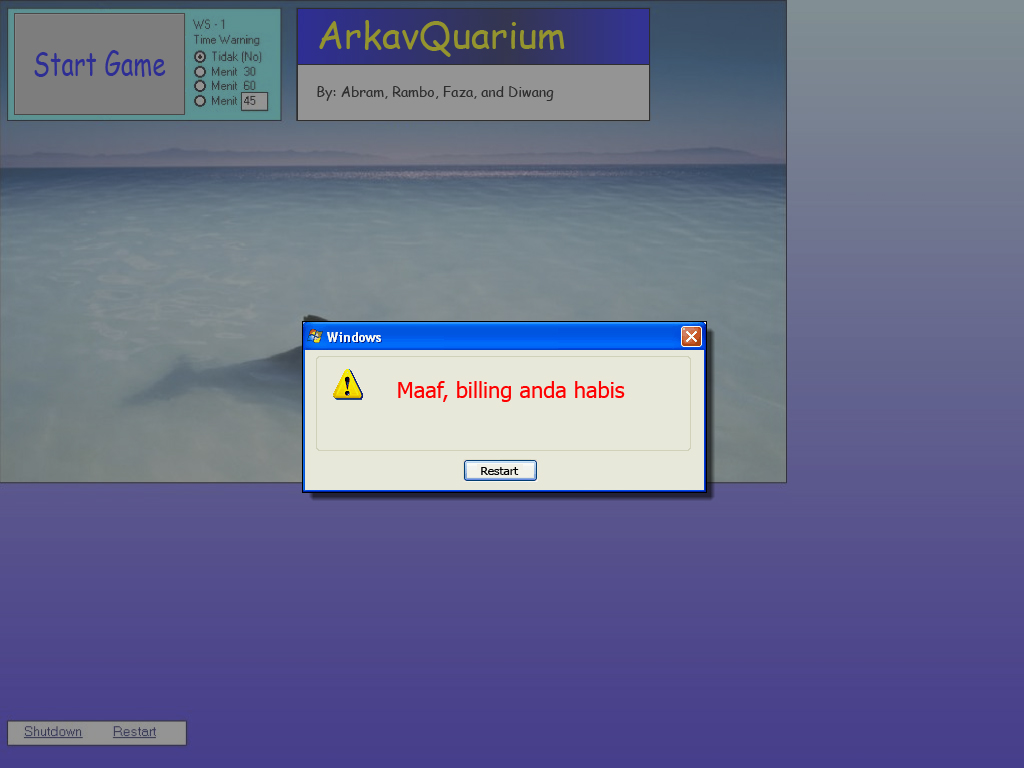 Start Game
WS - 1
Time Warning
Tidak (No)
Menit 30
Menit 60
Menit 45
ArkavQuarium
By: Abram, Rambo, Faza, and Diwang
Windows
Maaf, billing anda habis
Restart
Shutdown Restart